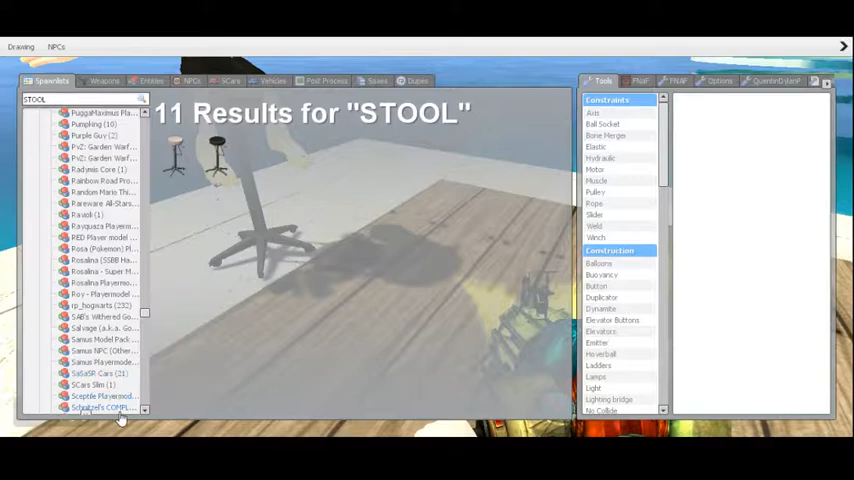 Drawing NPCs
Spawnlists Weapons Entities NPCs SCars Vehicles Post Process Saves Dupes
Tools FNaF FNAF Options QuentinDylenP
STOOL
11 Results for "STOOL"
PuggaMaximus Pla...
Pumpking (10)
Purple Guy (2)
PvZ: Garden Warf...
PvZ: Garden Warf...
Radymis Core (1)
Rainbow Road Pro...
Random Mario Thi...
Rareware All-Stars...
Ravioli (1)
Rayquaza Playerm...
RED Player model ...
Rosa (Pokemon) Pl...
Rosalina (SSBB Ha...
Rosalina - Super M...
Rosalina Playermo...
Roy - Playermodel ...
rp_hogwarts (232)
SAB's Withered Go...
Salvage (a.k.a. Go...
Samus Model Pack ...
Samus NPC (Other...
Samus Playermode...
SaSaSR Cars (21)
SCars Slim (1)
Sceptile Playermod...
Schnitzel's COMPL...
Constraints
Axis
Ball Socket
Bone Merger
Elastic
Hydraulic
Motor
Muscle
Pulley
Rope
Slider
Weld
Winch
Construction
Balloons
Buoyancy
Button
Duplicator
Dynamite
Elevator Buttons
Elevators
Emitter
Hoverball
Ladders
Lamps
Light
Lighting bridge
No Collide